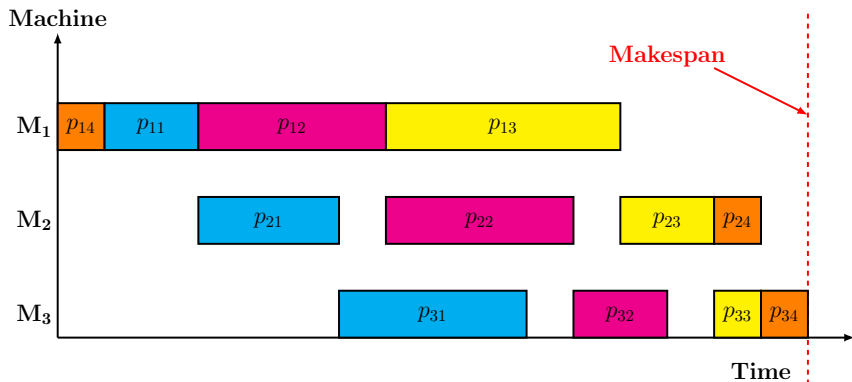 Machine
Makespan
M₁ p₁₄ p₁₁ p₁₂ p₁₃
M₂ p₂₁ p₂₂ p₂₃ p₂₄
M₃ p₃₁ p₃₂ p₃₃ p₃₄
Time